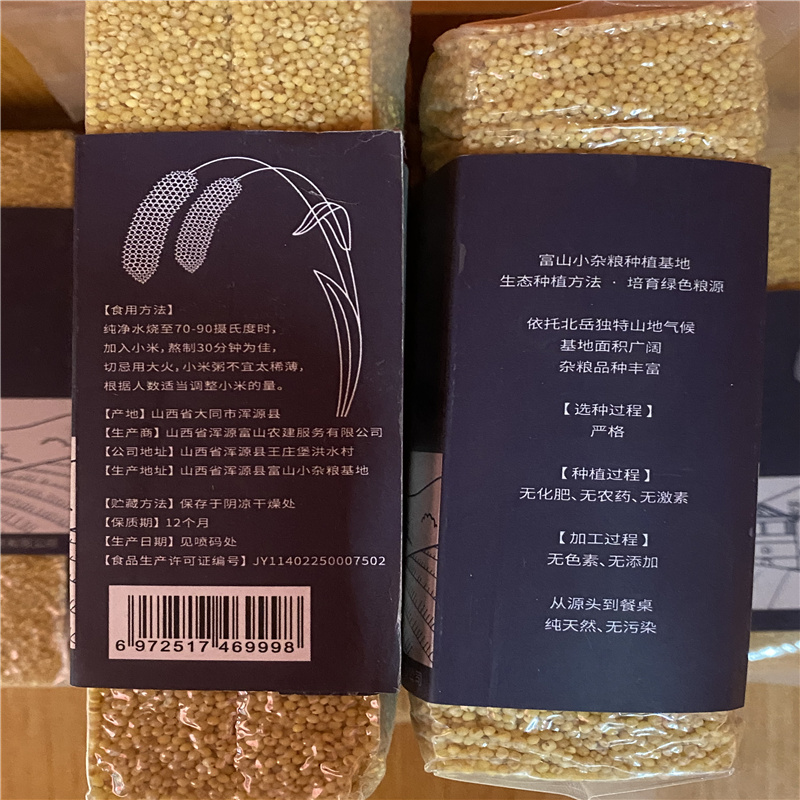 【食用方法】
纯净水烧至70-90摄氏度时，
加入小米，熬制30分钟为佳，
切忌用大火，小米粥不宜太稀薄，
根据人数适当调整小米的量。
【产地】山西省大同市浑源县
【生产商】山西省浑源富山农建服务有限公司
【公司地址】山西省浑源县王庄堡洪水村
【生产地址】山西省浑源县富山小杂粮基地
【贮藏方法】保存于阴凉干燥处
【保质期】12个月
【生产日期】见喷码处
【食品生产许可证编号】JY11402250007502
6 972517 469998
富山小杂粮种植基地
生态种植方法 · 培育绿色粮源
依托北岳独特山地气候
基地面积广阔
杂粮品种丰富
【选种过程】
严格
【种植过程】
无化肥、无农药、无激素
【加工过程】
无色素、无添加
从源头到餐桌
纯天然、无污染